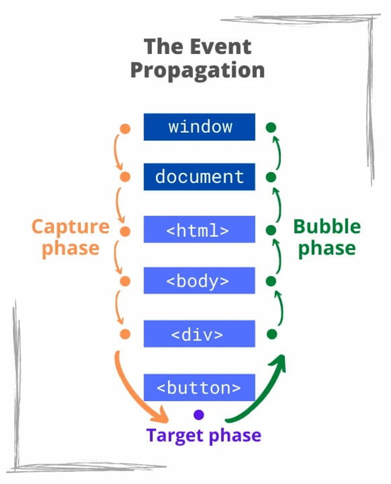 The Event
Propagation
window
document
<html>
<body>
<div>
<button>
Capture
phase
Bubble
phase
Target phase